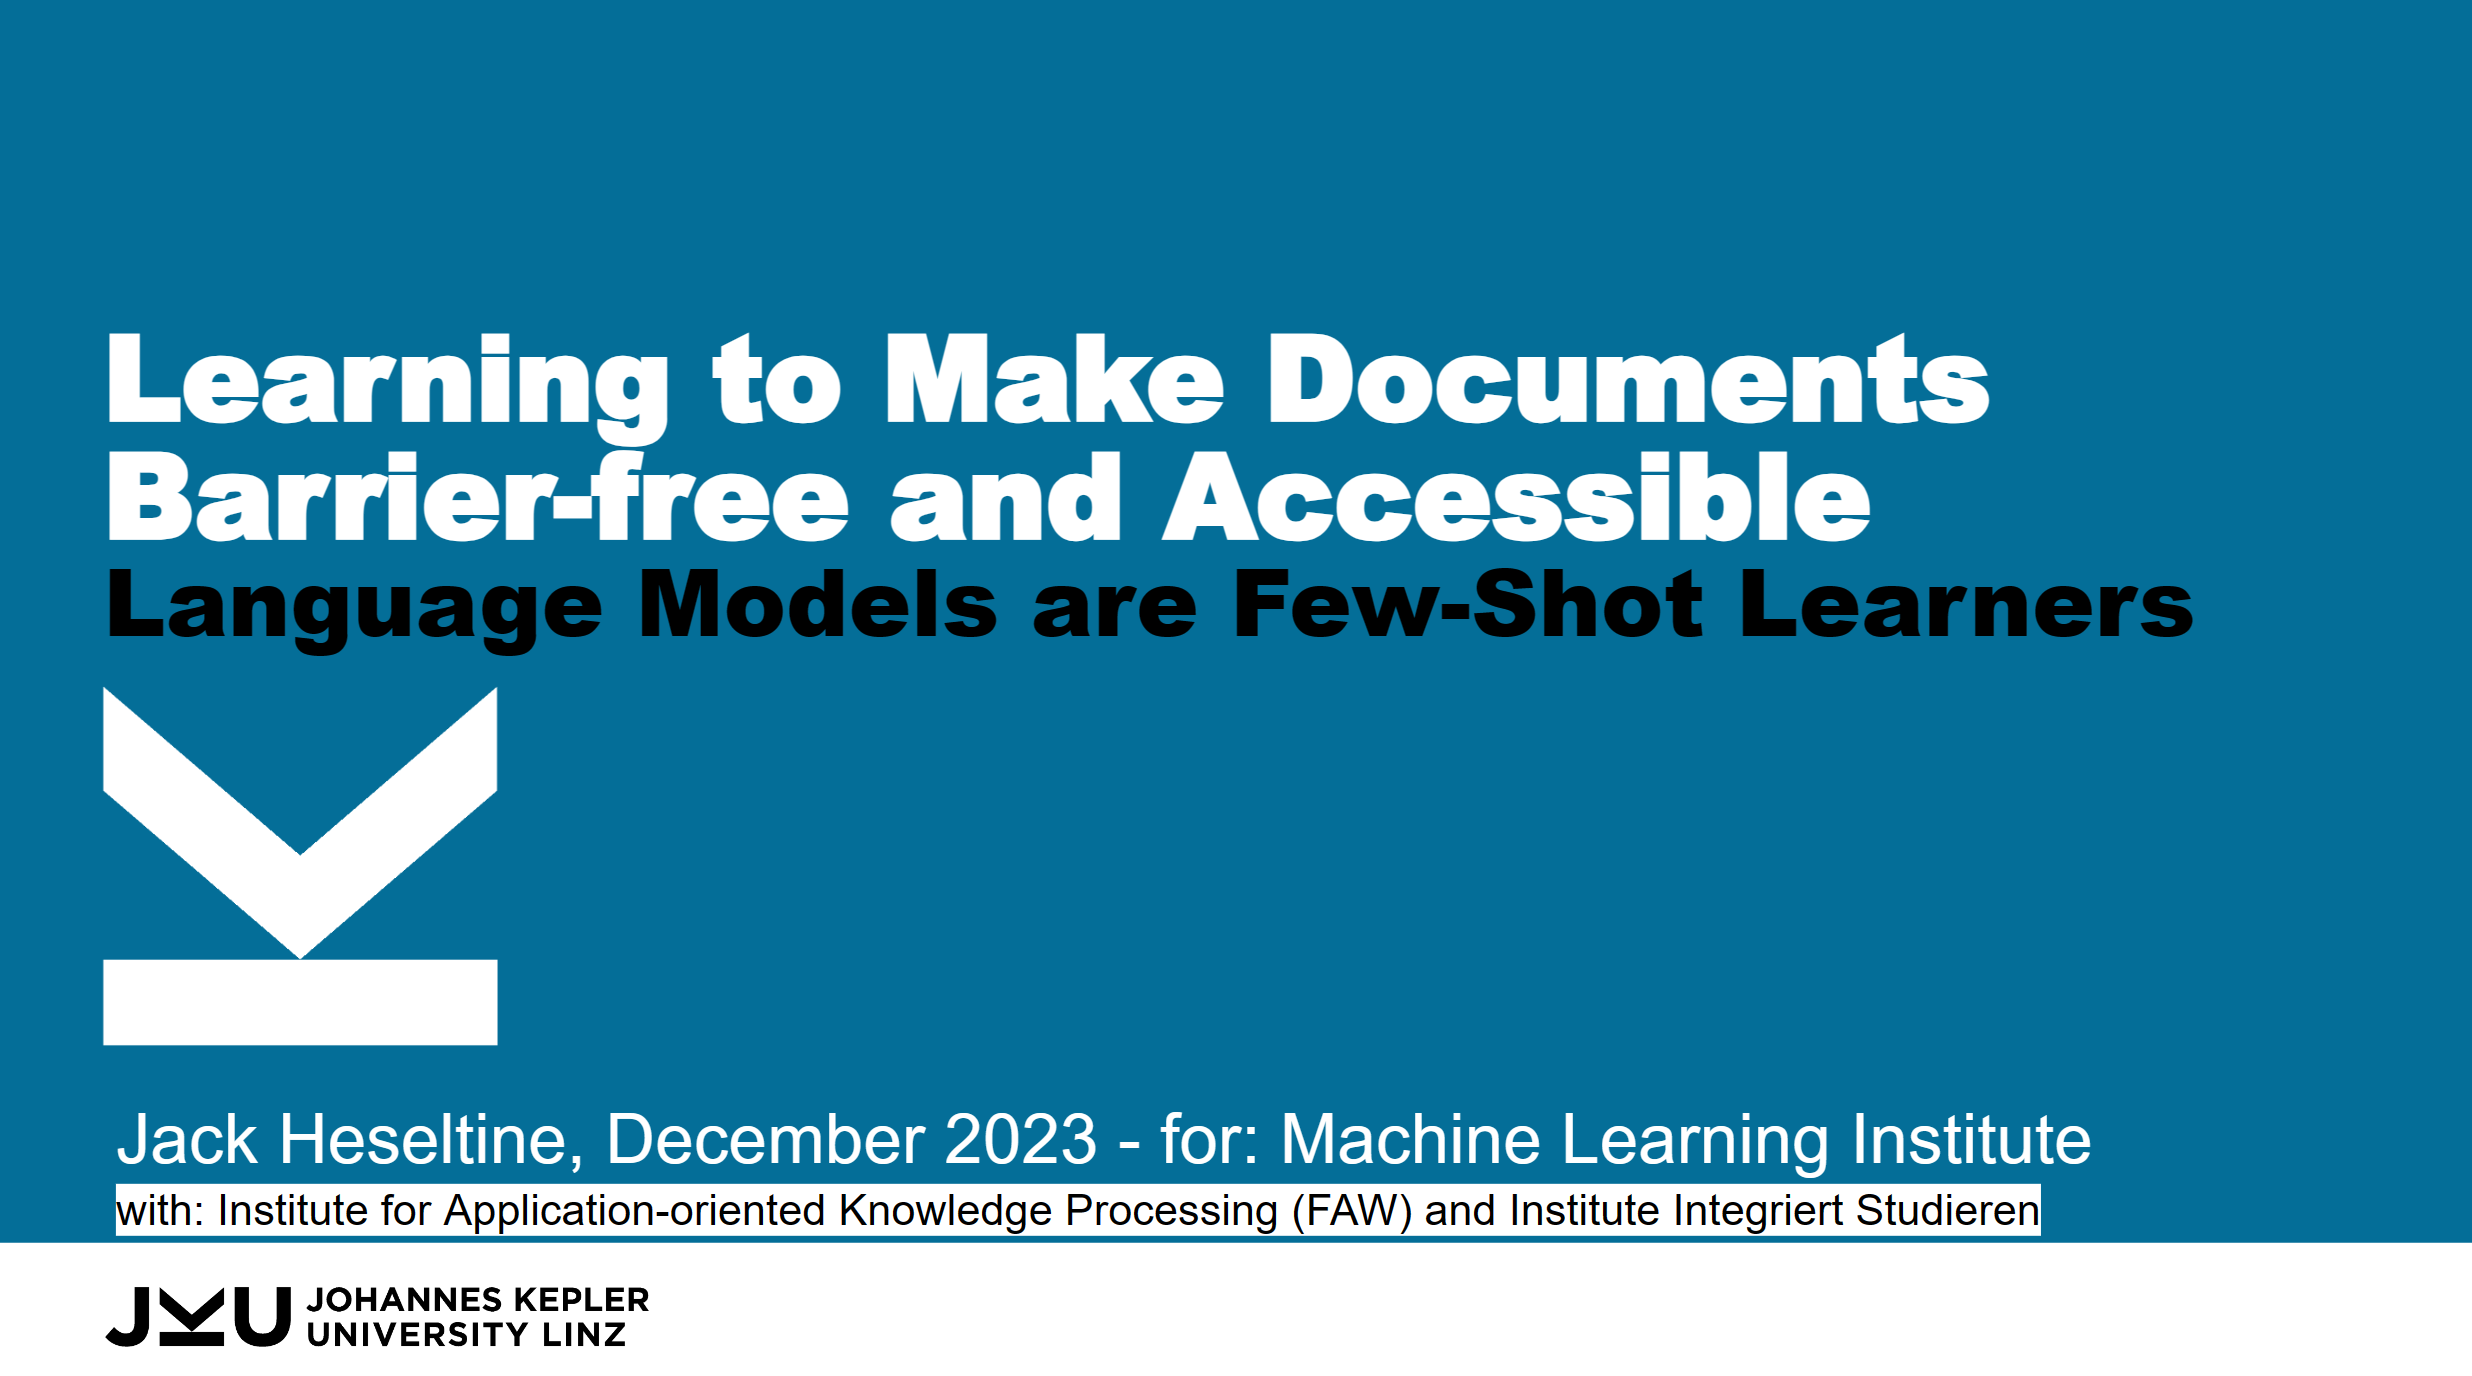 Learning to Make Documents
Barrier-free and Accessible
Language Models are Few-Shot Learners
Jack Heseltine, December 2023 - for: Machine Learning Institute
with: Institute for Application-oriented Knowledge Processing (FAW) and Institute Integriert Studieren
JKU JOHANNES KEPLER
UNIVERSITY LINZ